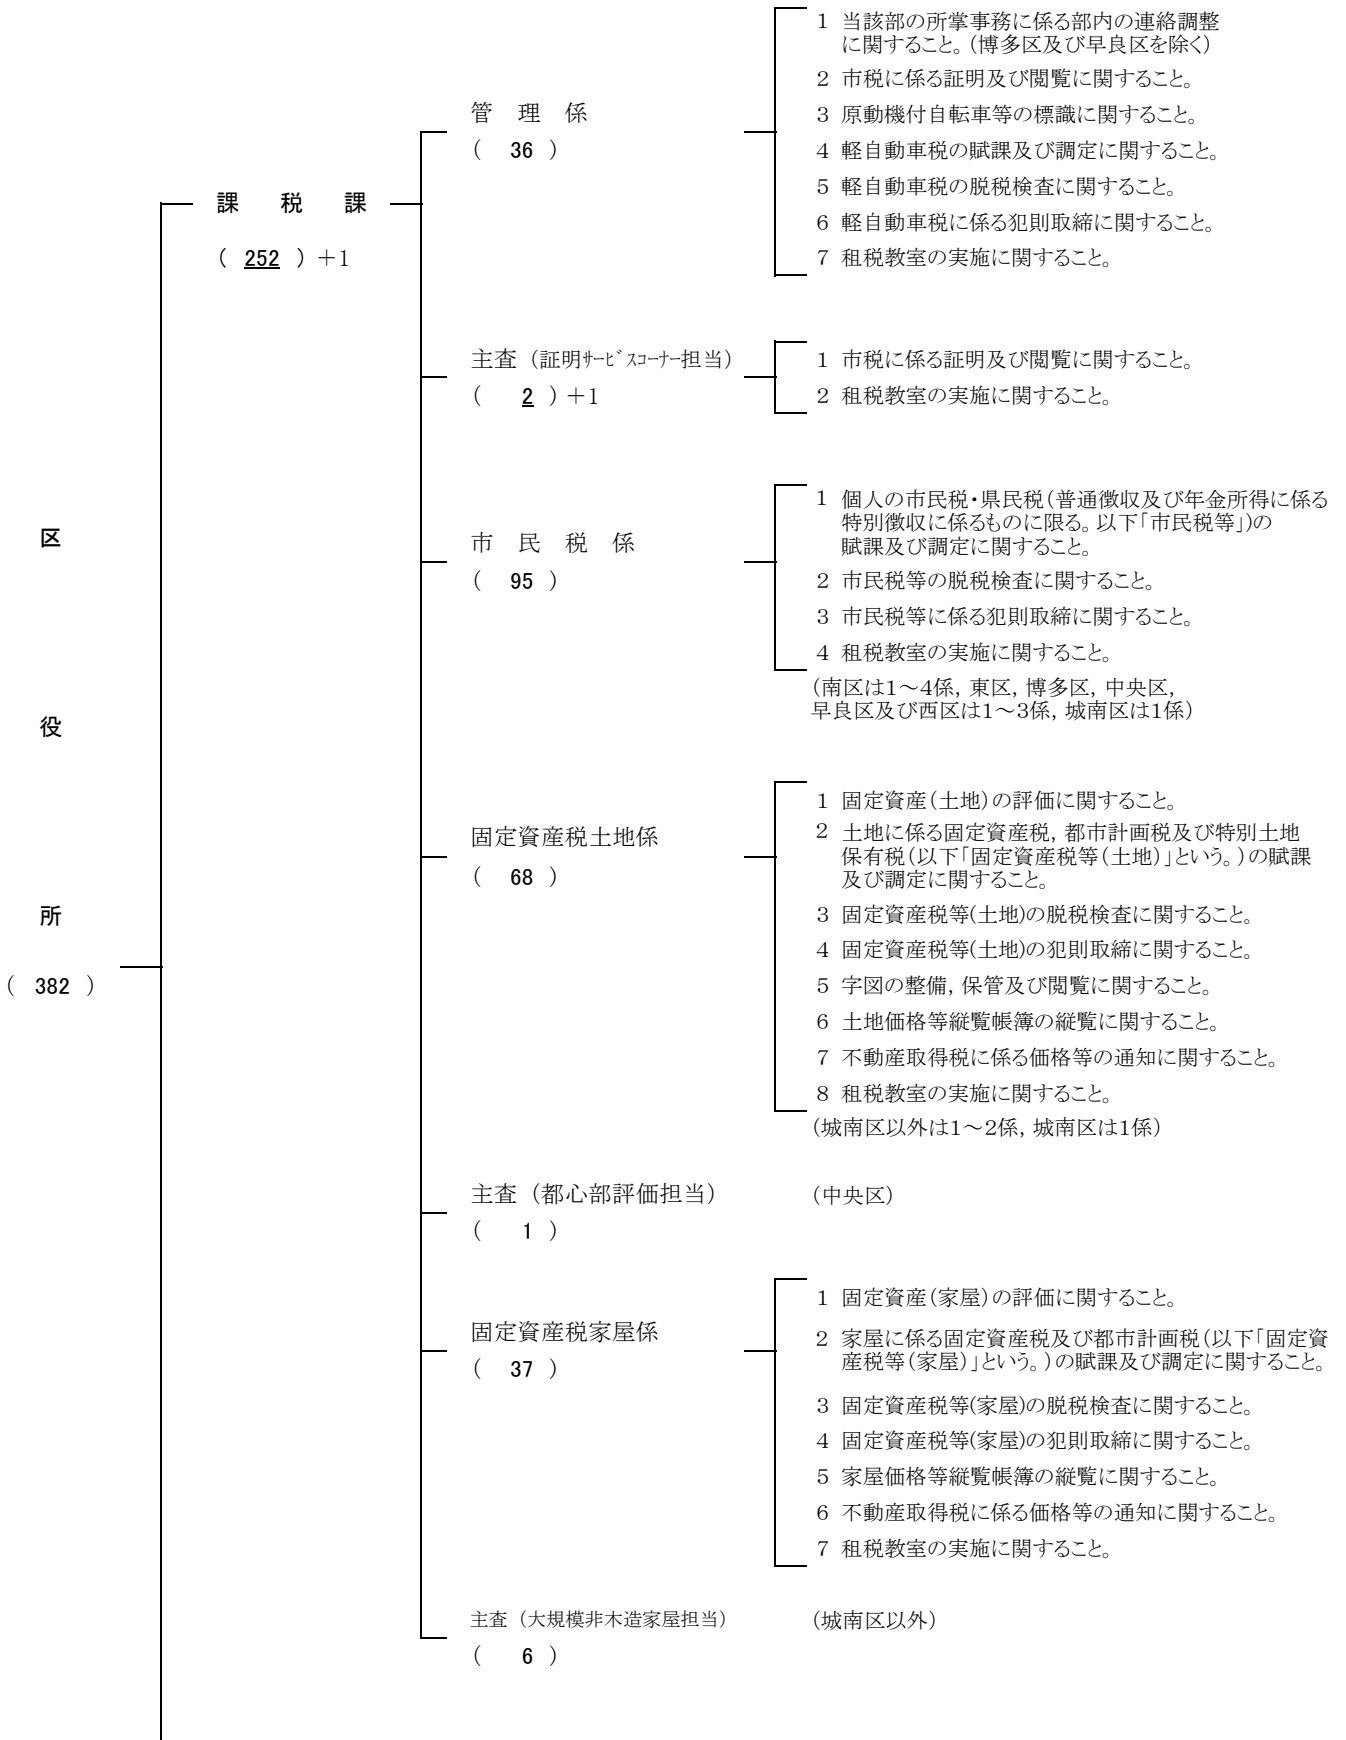 区
役
所
( 382 )
課 税 課
( 252 ) +1
管 理 係
( 36 )
1 当該部の所掌事務に係る部内の連絡調整
に関すること。(博多区及び早良区を除く)
2 市税に係る証明及び閲覧に関すること。
3 原動機付自転車等の標識に関すること。
4 軽自動車税の賦課及び調定に関すること。
5 軽自動車税の脱税検査に関すること。
6 軽自動車税に係る犯則取締に関すること。
7 租税教室の実施に関すること。
主査 (証明ｻｰﾋﾞｽｺｰﾅｰ担当)
( 2 ) +1
1 市税に係る証明及び閲覧に関すること。
2 租税教室の実施に関すること。
市 民 税 係
( 95 )
1 個人の市民税・県民税(普通徴収及び年金所得に係る
特別徴収に係るものに限る。以下「市民税等」)の
賦課及び調定に関すること。
2 市民税等の脱税検査に関すること。
3 市民税等に係る犯則取締に関すること。
4 租税教室の実施に関すること。
(南区は1～4係, 東区, 博多区, 中央区,
早良区及び西区は1～3係, 城南区は1係)
固定資産税土地係
( 68 )
1 固定資産(土地)の評価に関すること。
2 土地に係る固定資産税, 都市計画税及び特別土地
保有税(以下「固定資産税等(土地)」という。)の賦課
及び調定に関すること。
3 固定資産税等(土地)の脱税検査に関すること。
4 固定資産税等(土地)の犯則取締に関すること。
5 字図の整備, 保管及び閲覧に関すること。
6 土地価格等縦覧帳簿の縦覧に関すること。
7 不動産取得税に係る価格等の通知に関すること。
8 租税教室の実施に関すること。
(城南区以外は1～2係, 城南区は1係)
主査 (都心部評価担当)
( 1 )
(中央区)
固定資産税家屋係
( 37 )
1 固定資産(家屋)の評価に関すること。
2 家屋に係る固定資産税及び都市計画税(以下「固定資
産税等(家屋)」という。)の賦課及び調定に関すること。
3 固定資産税等(家屋)の脱税検査に関すること。
4 固定資産税等(家屋)の犯則取締に関すること。
5 家屋価格等縦覧帳簿の縦覧に関すること。
6 不動産取得税に係る価格等の通知に関すること。
7 租税教室の実施に関すること。
主査 (大規模非木造家屋担当)
( 6 )
(城南区以外)